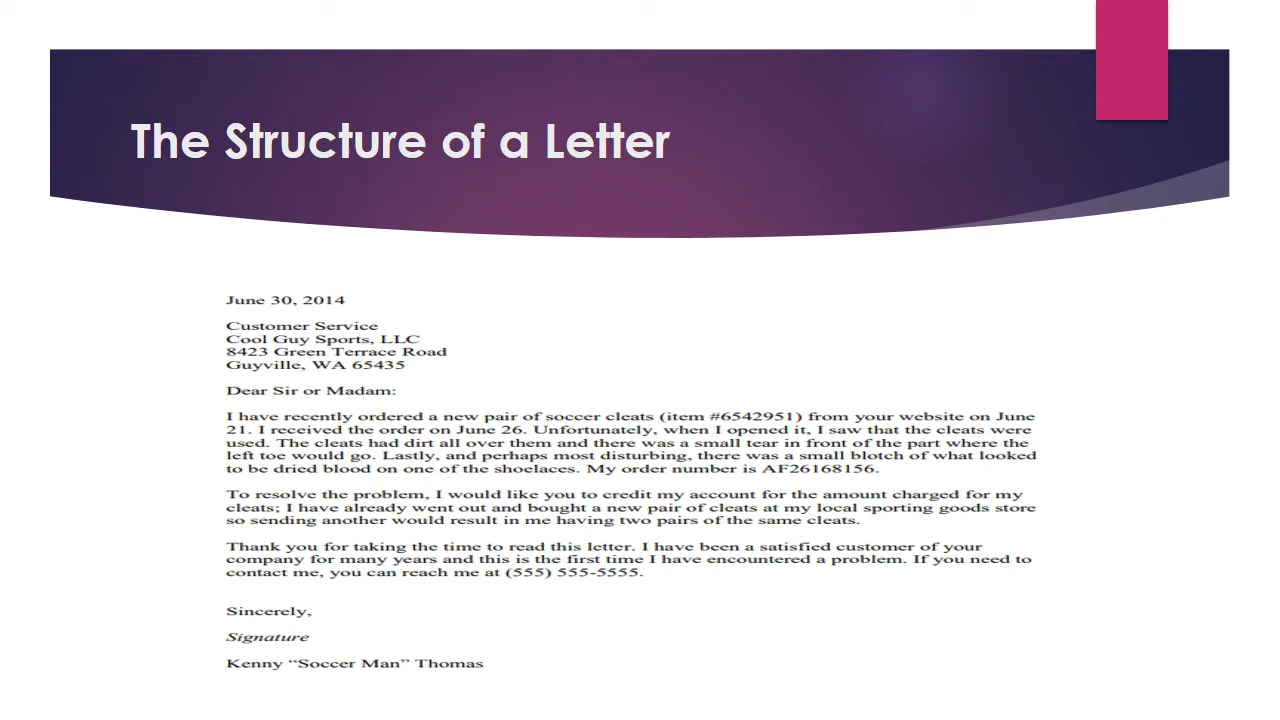 The Structure of a Letter
June 30, 2014
Customer Service
Cool Guy Sports, LLC
8423 Green Terrace Road
Guyville, WA 65435
Dear Sir or Madam:
I have recently ordered a new pair of soccer cleats (item #6542951) from your website on June
21. I received the order on June 26. Unfortunately, when I opened it, I saw that the cleats were
used. The cleats had dirt all over them and there was a small tear in front of the part where the
left toe would go. Lastly, and perhaps most disturbing, there was a small blotch of what looked
to be dried blood on one of the shoelaces. My order number is AF26168156.
To resolve the problem, I would like you to credit my account for the amount charged for my
cleats; I have already went out and bought a new pair of cleats at my local sporting goods store
so sending another would result in me having two pairs of the same cleats.
Thank you for taking the time to read this letter. I have been a satisfied customer of your
company for many years and this is the first time I have encountered a problem. If you need to
contact me, you can reach me at (555) 555-5555.
Sincerely,
Signature
Kenny “Soccer Man” Thomas